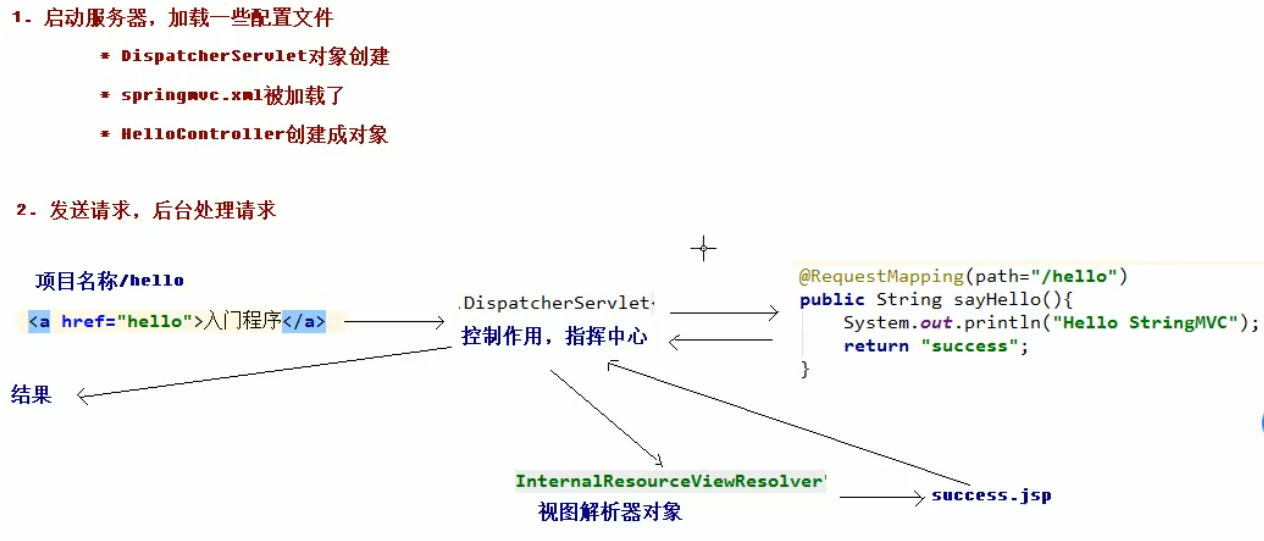 1. 启动服务器，加载一些配置文件
* DispatcherServlet对象创建
* springmvc.xml被加载了
* HelloController创建成对象
2. 发送请求，后台处理请求
项目名称/hello
<a href="hello">入门程序</a>
.DispatcherServlet
控制作用，指挥中心
@RequestMapping(path="/hello")
public String sayHello(){
System.out.println("Hello StringMVC");
return "success";
}
结果
InternalResourceViewResolver"
视图解析器对象
success.jsp